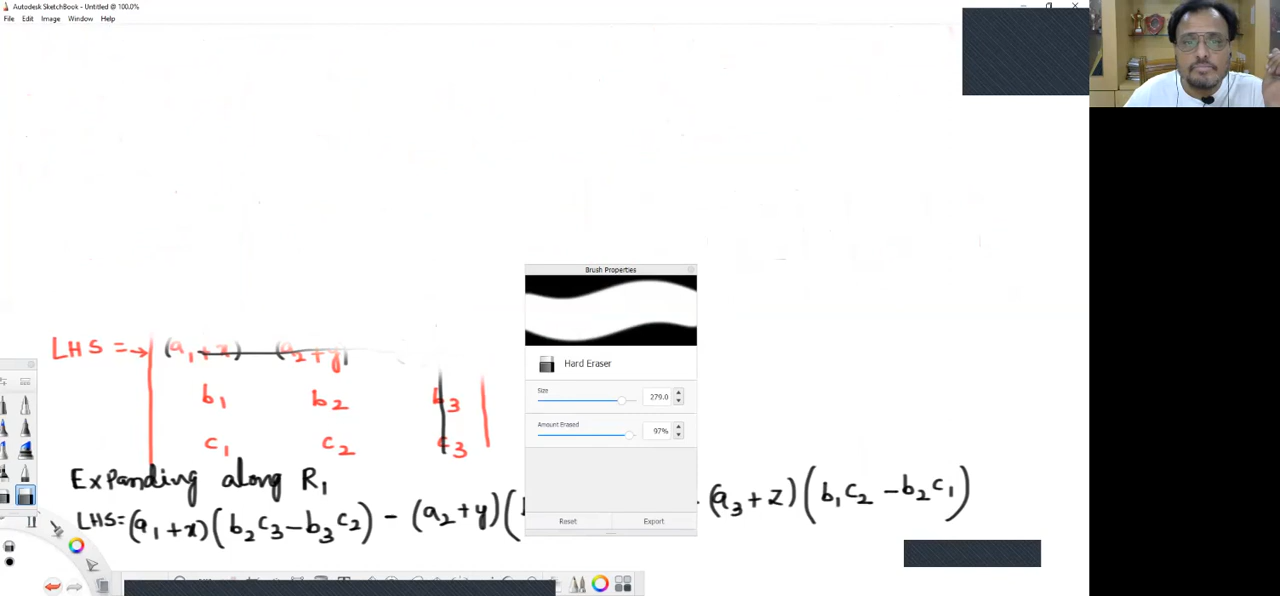 Autodesk SketchBook - Untitled @ 100.0%
File Edit Image Window Help
Brush Properties
Hard Eraser
Size
279.0
Amount Erased
97%
Reset Export
LHS = (a₁+x) (a₂+y)
b₁ b₂ b₃
c₁ c₂ c₃
Expanding along R₁
LHS = (a₁+x)(b₂c₃-b₃c₂) - (a₂+y)( (a₃+z)(b₁c₂-b₂c₁)